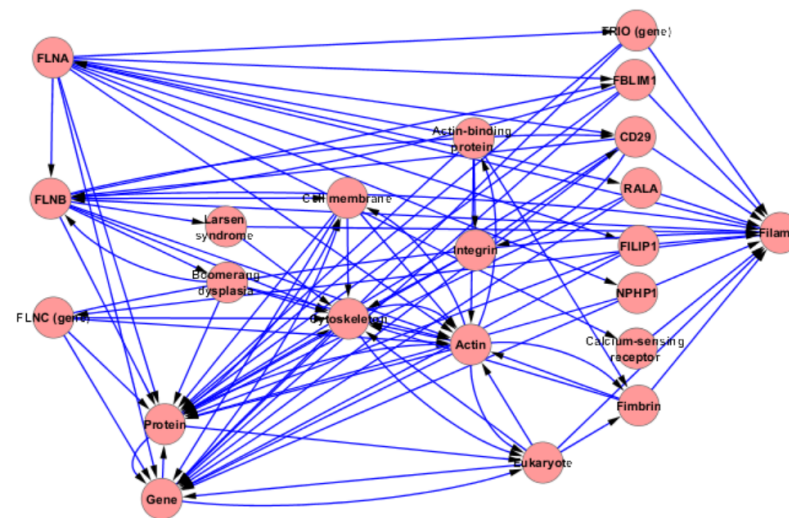 TRIO (gene)
FLNA
FBLIM1
Actin-binding
protein
CD29
RALA
FLNB
Cell membrane
Larsen
syndrome
Filam
Integrin
FILIP1
Boomerang
dysplasia
NPHP1
FLNC (gene)
Cytoskeleton
Actin
Calcium-sensing
receptor
Fimbrin
Protein
Eukaryote
Gene